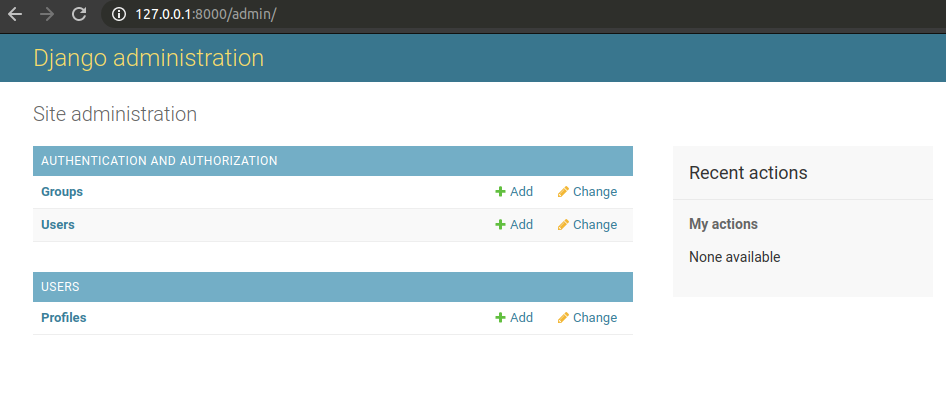 127.0.0.1:8000/admin/
Django administration
Site administration
AUTHENTICATION AND AUTHORIZATION
Groups Add Change
Users Add Change
USERS
Profiles Add Change
Recent actions
My actions
None available